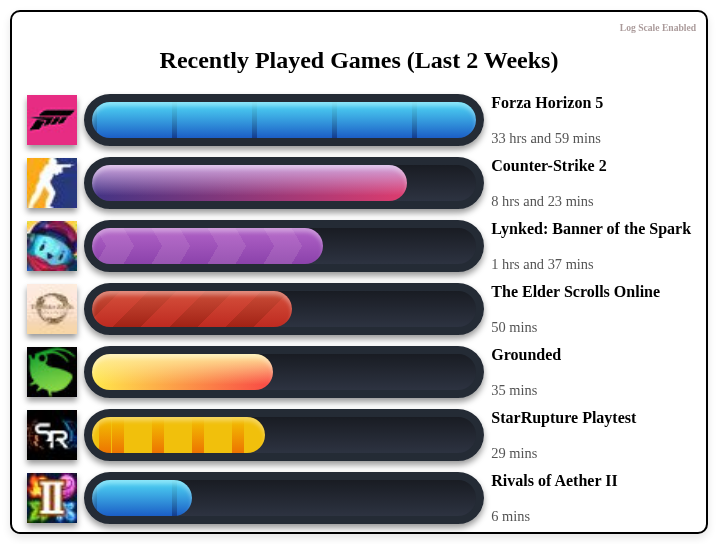 Log Scale Enabled
Recently Played Games (Last 2 Weeks)
Forza Horizon 5
33 hrs and 59 mins
Counter-Strike 2
8 hrs and 23 mins
Lynked: Banner of the Spark
1 hrs and 37 mins
The Elder Scrolls Online
50 mins
Grounded
35 mins
SR
StarRupture Playtest
29 mins
II
Rivals of Aether II
6 mins